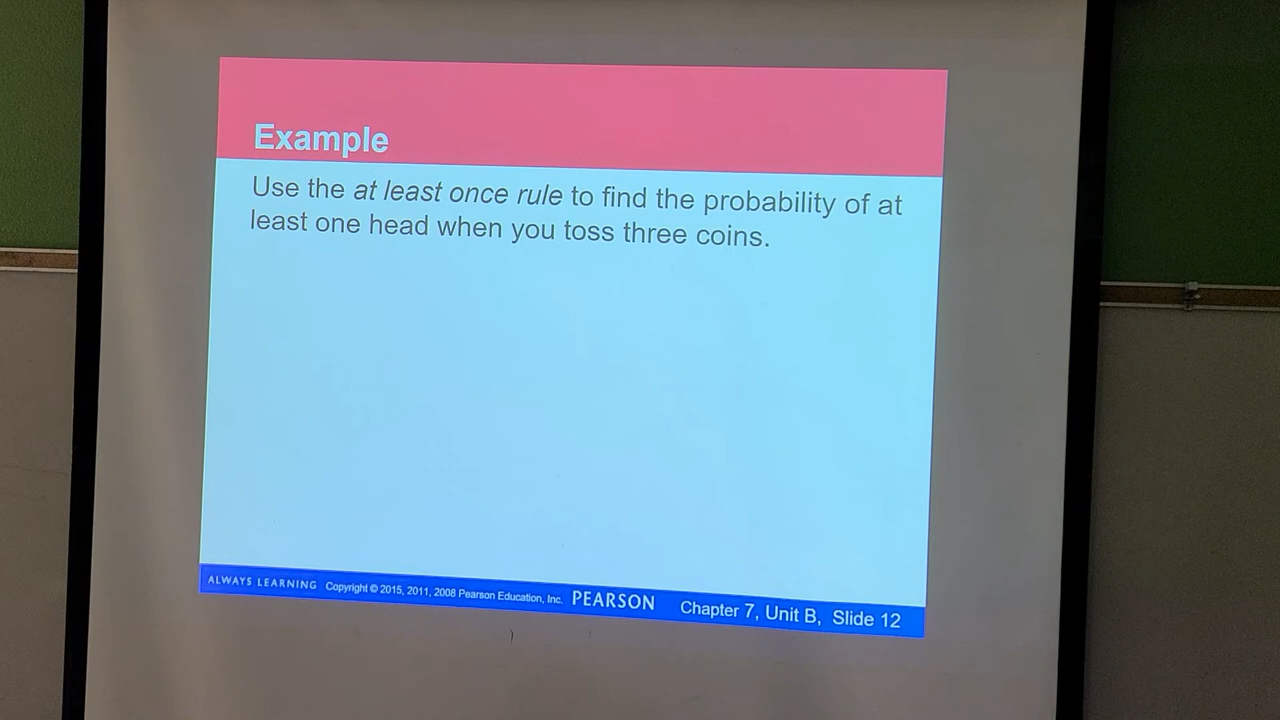 Example
Use the at least once rule to find the probability of at
least one head when you toss three coins.
ALWAYS LEARNING Copyright © 2015, 2011, 2008 Pearson Education, Inc. PEARSON Chapter 7, Unit B, Slide 12